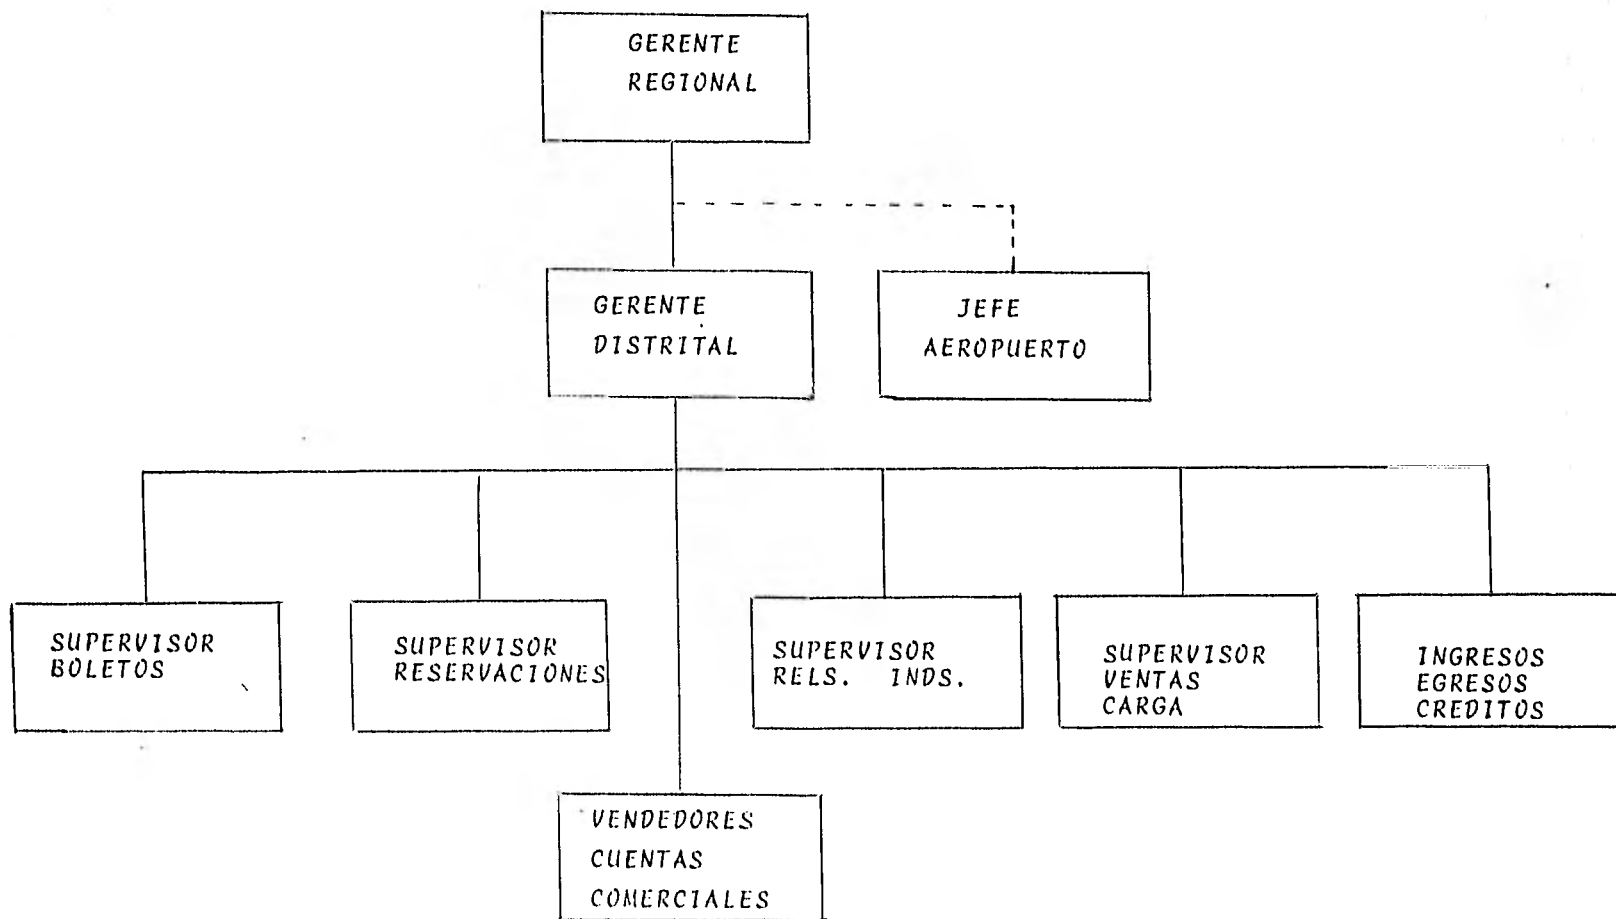 GERENTE
REGIONAL
GERENTE
DISTRITAL
JEFE
AEROPUERTO
SUPERVISOR
BOLETOS
SUPERVISOR
RESERVACIONES
SUPERVISOR
RELS. INDS.
SUPERVISOR
VENTAS
CARGA
INGRESOS
EGRESOS
CREDITOS
VENDEDORES
CUENTAS
COMERCIALES